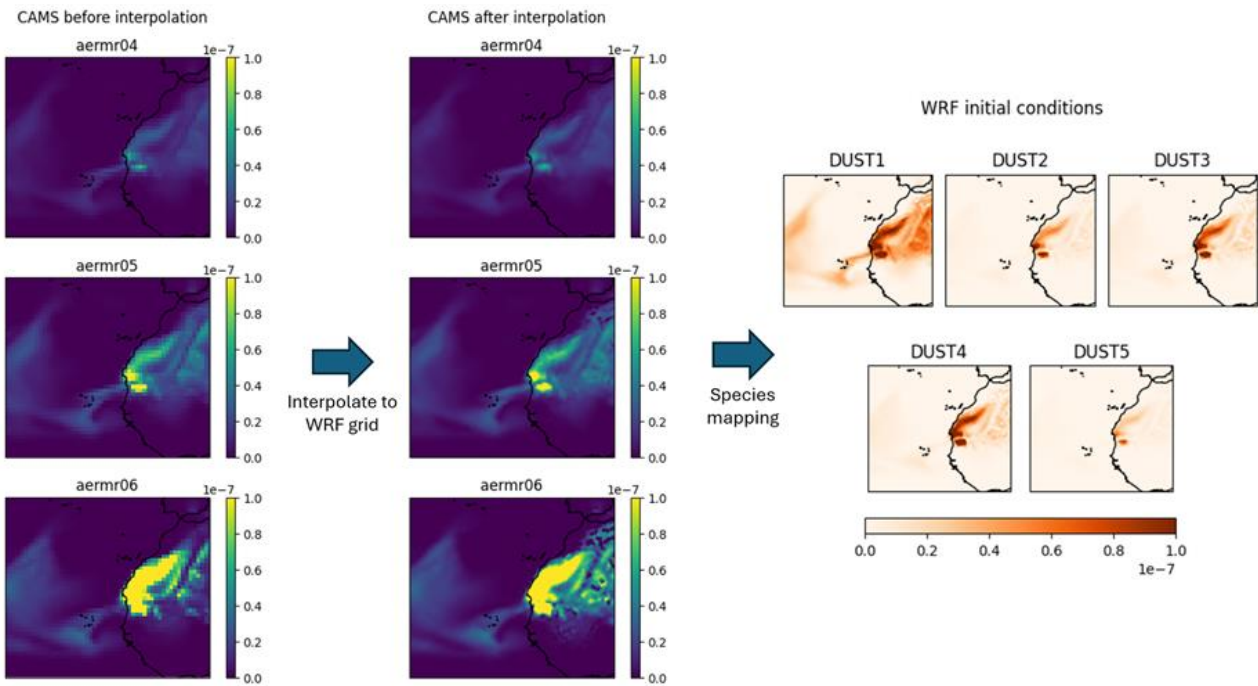 CAMS before interpolation
aermr04
1e-7
1.0
0.8
0.6
0.4
0.2
0.0
aermr05
1e-7
1.0
0.8
0.6
0.4
0.2
0.0
aermr06
1e-7
1.0
0.8
0.6
0.4
0.2
0.0
Interpolate to
WRF grid
CAMS after interpolation
aermr04
1e-7
1.0
0.8
0.6
0.4
0.2
0.0
aermr05
1e-7
1.0
0.8
0.6
0.4
0.2
0.0
aermr06
1e-7
1.0
0.8
0.6
0.4
0.2
0.0
Species
mapping
WRF initial conditions
DUST1 DUST2 DUST3
DUST4 DUST5
0.0 0.2 0.4 0.6 0.8 1.0
1e-7